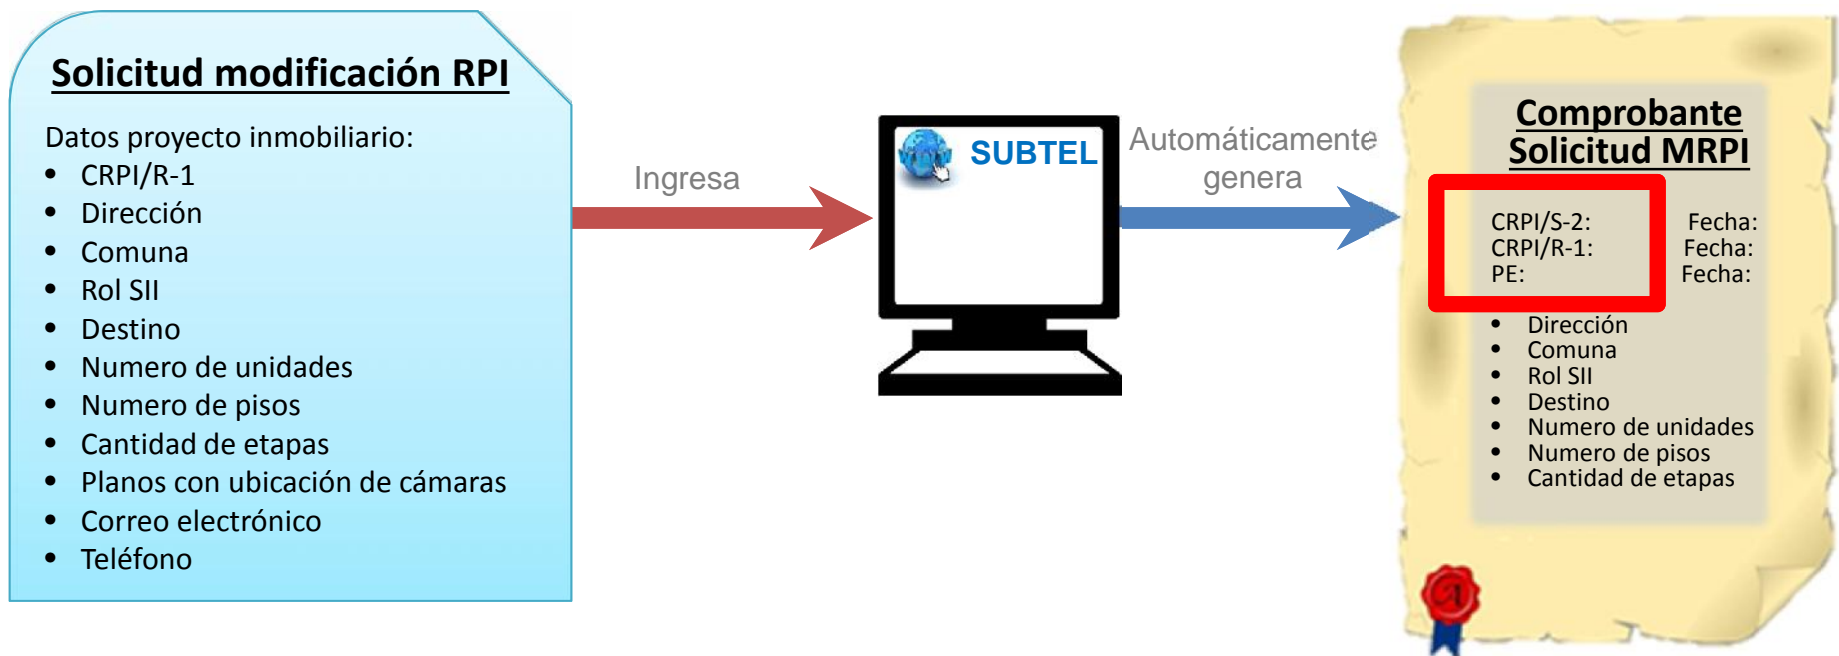 Solicitud modificación RPI
Datos proyecto inmobiliario:
• CRPI/R-1
• Dirección
• Comuna
• Rol SII
• Destino
• Numero de unidades
• Numero de pisos
• Cantidad de etapas
• Planos con ubicación de cámaras
• Correo electrónico
• Teléfono
Ingresa
SUBTEL
Automáticamente
genera
Comprobante
Solicitud MRPI
CRPI/S-2: Fecha:
CRPI/R-1: Fecha:
PE: Fecha:
• Dirección
• Comuna
• Rol SII
• Destino
• Numero de unidades
• Numero de pisos
• Cantidad de etapas